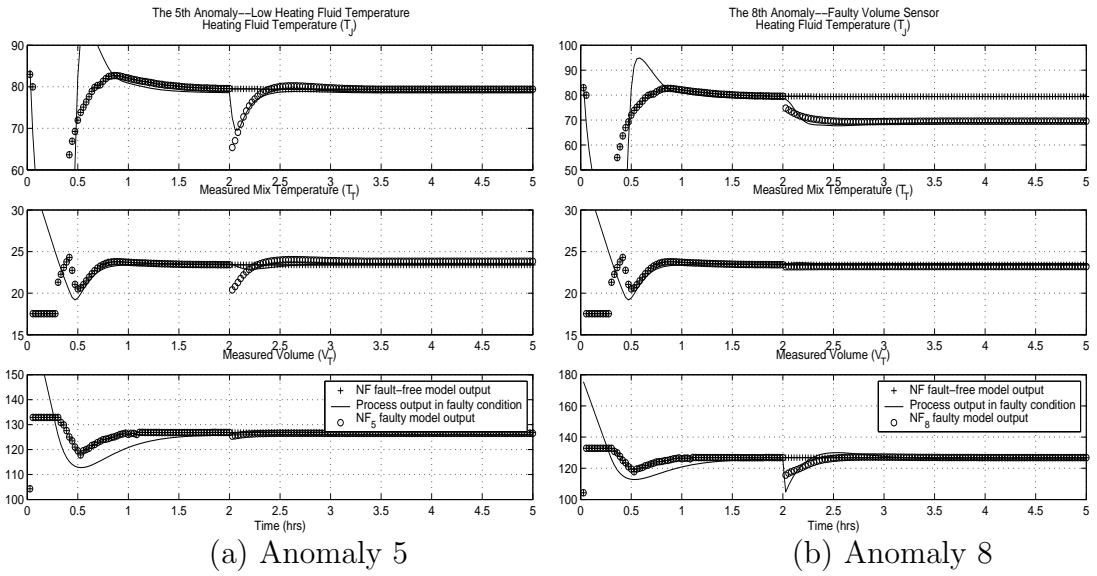 The 5th Anomaly−−Low Heating Fluid Temperature
Heating Fluid Temperature (T_J)
90
80
70
60
0 0.5 1 1.5 2 2.5 3 3.5 4 4.5 5
Measured Mix Temperature (T_T)
30
25
20
15
0 0.5 1 1.5 2 2.5 3 3.5 4 4.5 5
Measured Volume (V_T)
150
140
130
120
110
100
NF fault−free model output
Process output in faulty condition
NF_5 faulty model output
0 0.5 1 1.5 2 2.5 3 3.5 4 4.5 5
Time (hrs)
(a) Anomaly 5
The 8th Anomaly−−Faulty Volume Sensor
Heating Fluid Temperature (T_J)
100
90
80
70
60
50
0 0.5 1 1.5 2 2.5 3 3.5 4 4.5 5
Measured Mix Temperature (T_T)
30
25
20
15
0 0.5 1 1.5 2 2.5 3 3.5 4 4.5 5
Measured Volume (V_T)
180
160
140
120
100
NF fault−free model output
Process output in faulty condition
NF_8 faulty model output
0 0.5 1 1.5 2 2.5 3 3.5 4 4.5 5
Time (hrs)
(b) Anomaly 8